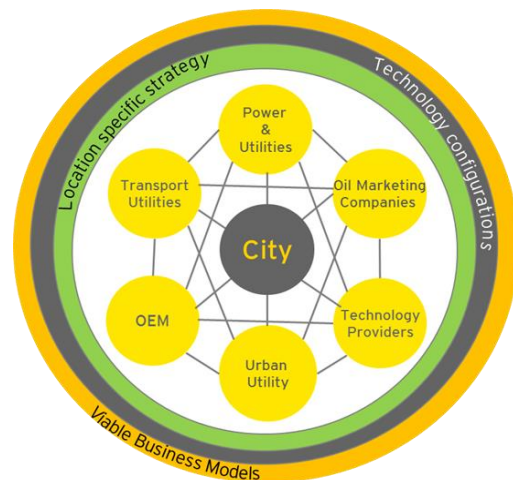 Location specific strategy
Technology configurations
Power
&
Utilities
Transport
Utilities
Oil Marketing
Companies
City
OEM
Technology
Providers
Urban
Utility
Viable Business Models